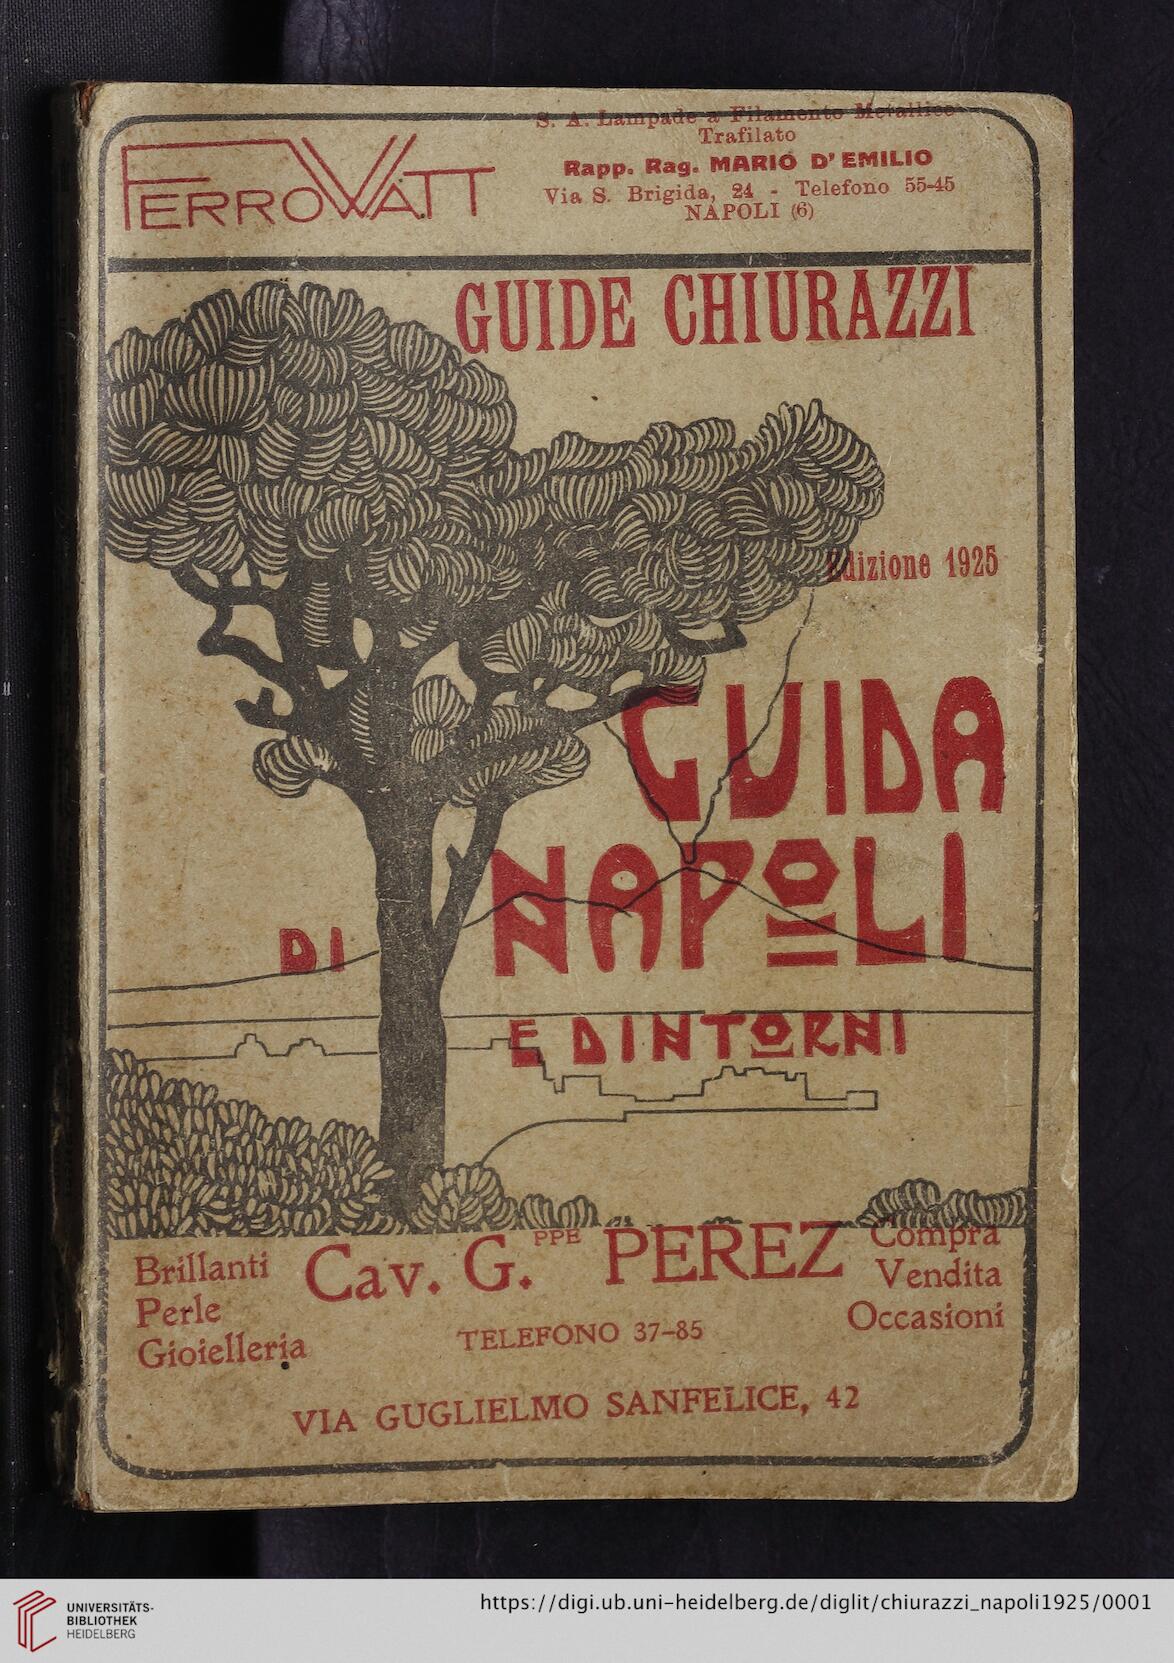 FERROWATT
S. A. Lampade a Filamento Metallico
Trafilato
Rapp. Rag. MARIO D'EMILIO
Via S. Brigida, 24 - Telefono 55-45
NAPOLI (6)
GUIDE CHIURAZZI
Edizione 1925
GUIDA
DI NAPOLI
E DINTORNI
Brillanti
Perle
Gioielleria
Cav. G.PPE PEREZ
TELEFONO 37-85
Compra
Vendita
Occasioni
VIA GUGLIELMO SANFELICE, 42
UNIVERSITÄTS-
BIBLIOTHEK
HEIDELBERG
https://digi.ub.uni-heidelberg.de/diglit/chiurazzi_napoli1925/0001